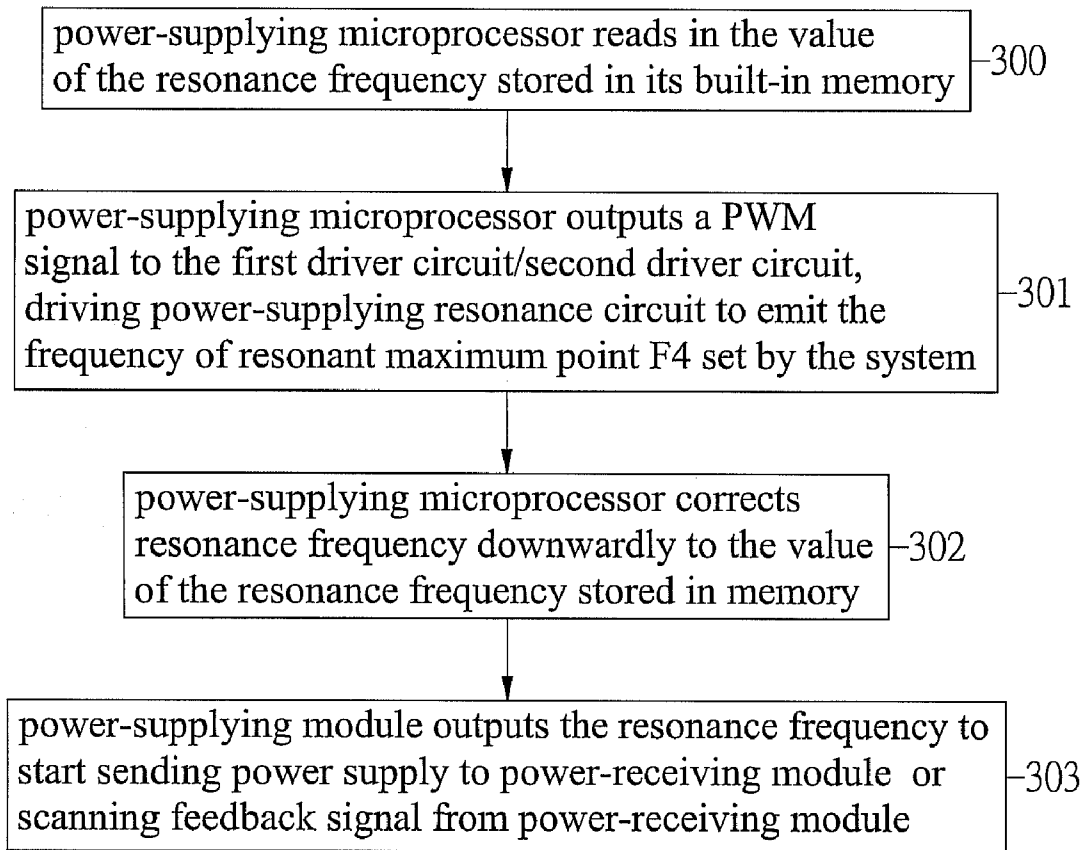 power-supplying microprocessor reads in the value
of the resonance frequency stored in its built-in memory
300
power-supplying microprocessor outputs a PWM
signal to the first driver circuit/second driver circuit,
driving power-supplying resonance circuit to emit the
frequency of resonant maximum point F4 set by the system
301
power-supplying microprocessor corrects
resonance frequency downwardly to the value
of the resonance frequency stored in memory
302
power-supplying module outputs the resonance frequency to
start sending power supply to power-receiving module or
scanning feedback signal from power-receiving module
303